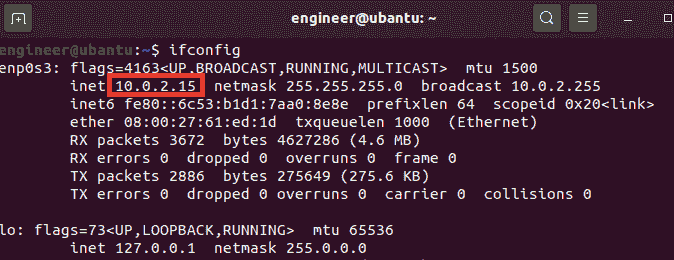 engineer@ubantu: ~
engineer@ubantu:~$ ifconfig
enp0s3: flags=4163<UP,BROADCAST,RUNNING,MULTICAST>  mtu 1500
inet 10.0.2.15  netmask 255.255.255.0  broadcast 10.0.2.255
inet6 fe80::6c53:b1d1:7aa0:8e8e  prefixlen 64  scopeid 0x20<link>
ether 08:00:27:61:ed:1d  txqueuelen 1000  (Ethernet)
RX packets 3672  bytes 4627286 (4.6 MB)
RX errors 0  dropped 0  overruns 0  frame 0
TX packets 2886  bytes 275649 (275.6 KB)
TX errors 0  dropped 0 overruns 0  carrier 0  collisions 0
lo: flags=73<UP,LOOPBACK,RUNNING>  mtu 65536
inet 127.0.0.1  netmask 255.0.0.0